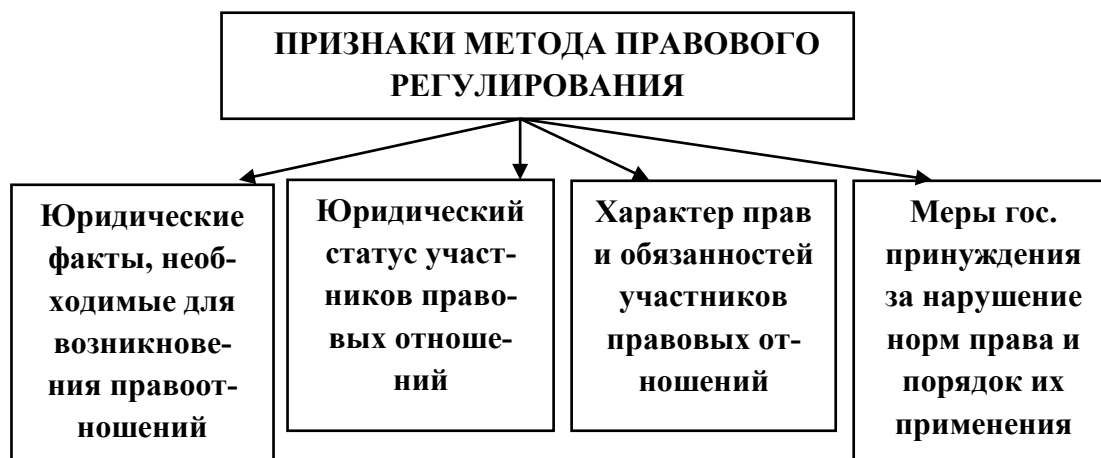 ПРИЗНАКИ МЕТОДА ПРАВОВОГО
РЕГУЛИРОВАНИЯ
Юридические
факты, необ-
ходимые для
возникнове-
ния правоот-
ношений
Юридический
статус участ-
ников право-
вых отноше-
ний
Характер прав
и обязанностей
участников
правовых от-
ношений
Меры гос.
принуждения
за нарушение
норм права и
порядок их
применения